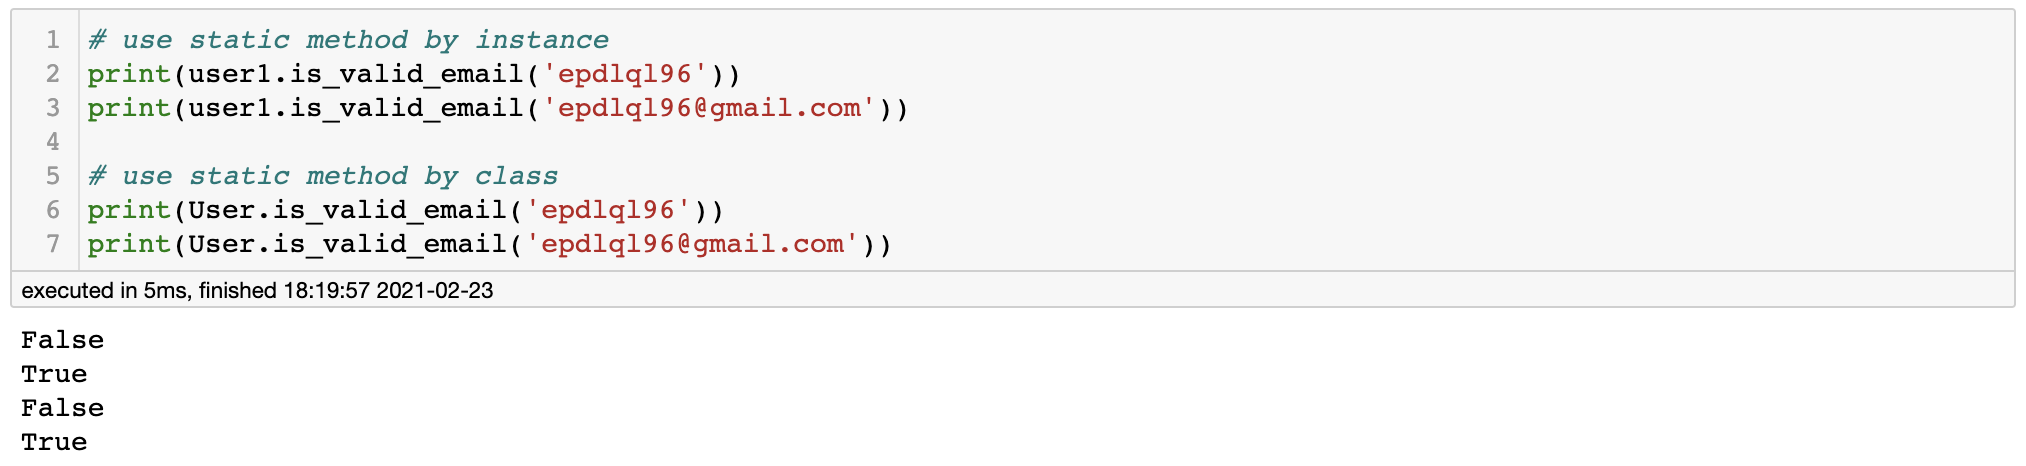 1 # use static method by instance
2 print(user1.is_valid_email('epdlql96'))
3 print(user1.is_valid_email('epdlql96@gmail.com'))
4
5 # use static method by class
6 print(User.is_valid_email('epdlql96'))
7 print(User.is_valid_email('epdlql96@gmail.com'))
executed in 5ms, finished 18:19:57 2021-02-23
False
True
False
True